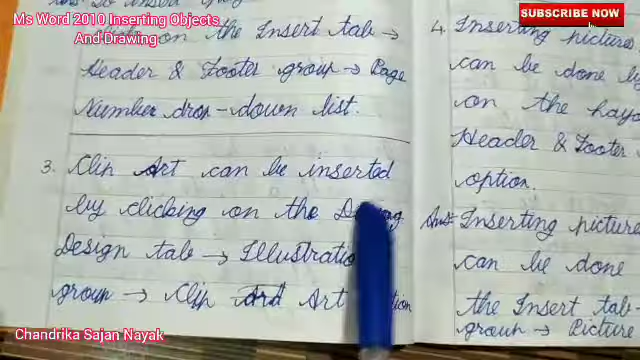 Ms Word 2010 Inserting Objects
And Drawing
SUBSCRIBE NOW
on the Insert tab →
Header & Footer group → Page
Number drop-down list.
3. Clip Art can be inserted
by clicking on the
Design tab →
group → Clip Art
4. Inserting pictures
can be done by
on the
Header & Footer
option.
Ans: Inserting picture
can be done
the Insert tab -
group → Picture
Chandrika Sajan Nayak